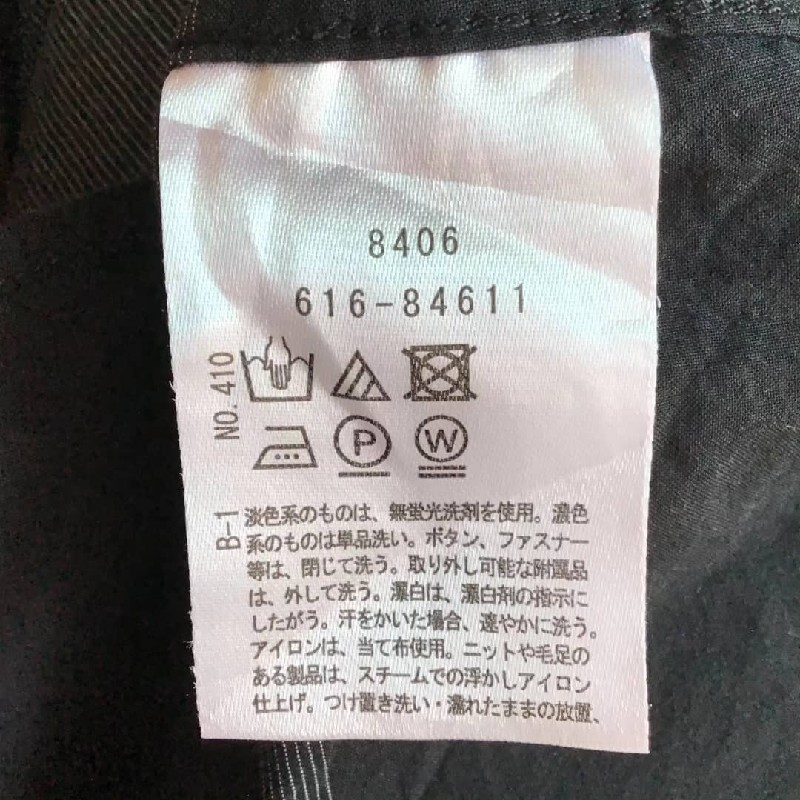 8406
616-84611
NO.410
P
W
B-1
淡色系のものは、無蛍光洗剤を使用。濃色
系のものは単品洗い。ボタン、ファスナー
等は、閉じて洗う。取り外し可能な附属品
は、外して洗う。漂白は、漂白剤の指示に
したがう。汗をかいた場合、速やかに洗う。
アイロンは、当て布使用。ニットや毛足の
ある製品は、スチームでの浮かしアイロン
仕上げ。つけ置き洗い・濡れたままの放置、